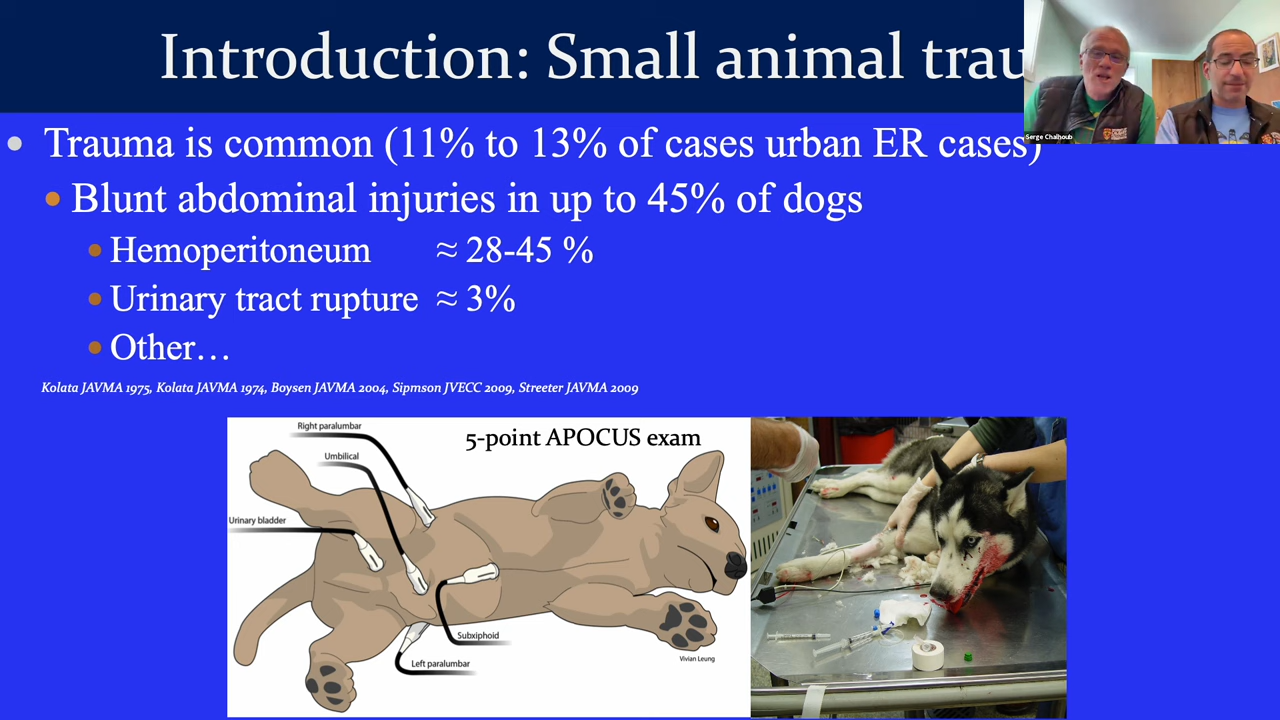 Introduction: Small animal trau
Serge Chalhoub
Trauma is common (11% to 13% of cases urban ER cases)
Blunt abdominal injuries in up to 45% of dogs
Hemoperitoneum ≈ 28-45 %
Urinary tract rupture ≈ 3%
Other…
Kolata JAVMA 1975, Kolata JAVMA 1974, Boysen JAVMA 2004, Sipmson JVECC 2009, Streeter JAVMA 2009
5-point APOCUS exam
Right paralumbar
Umbilical
Urinary bladder
Subxiphoid
Left paralumbar
Vivian Leung